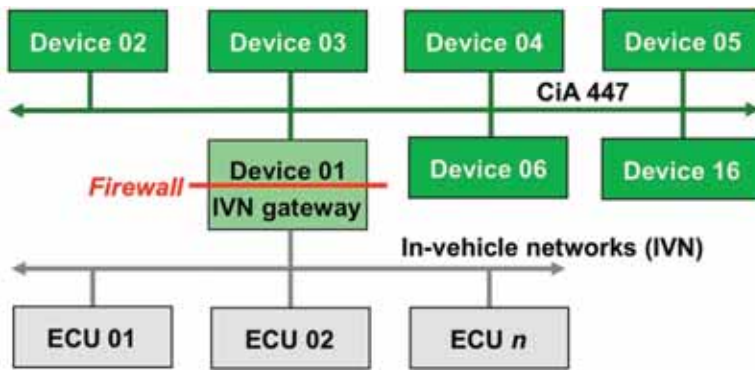 Device 02
Device 03
Device 04
Device 05
CiA 447
Device 01
IVN gateway
Firewall
Device 06
Device 16
In-vehicle networks (IVN)
ECU 01
ECU 02
ECU n